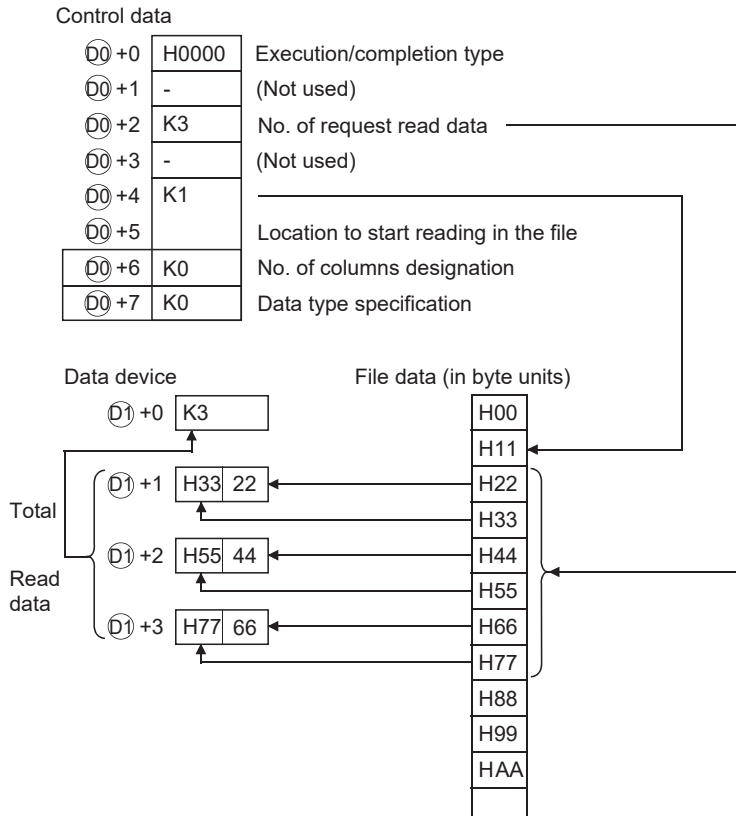 Control data
D0 +0 H0000 Execution/completion type
D0 +1 - (Not used)
D0 +2 K3 No. of request read data
D0 +3 - (Not used)
D0 +4 K1
D0 +5 Location to start reading in the file
D0 +6 K0 No. of columns designation
D0 +7 K0 Data type specification
Data device File data (in byte units)
D1 +0 K3 H00
H11
D1 +1 H33 22 H22
Total H33
D1 +2 H55 44 H44
Read H55
data
D1 +3 H77 66 H66
H77
H88
H99
HAA